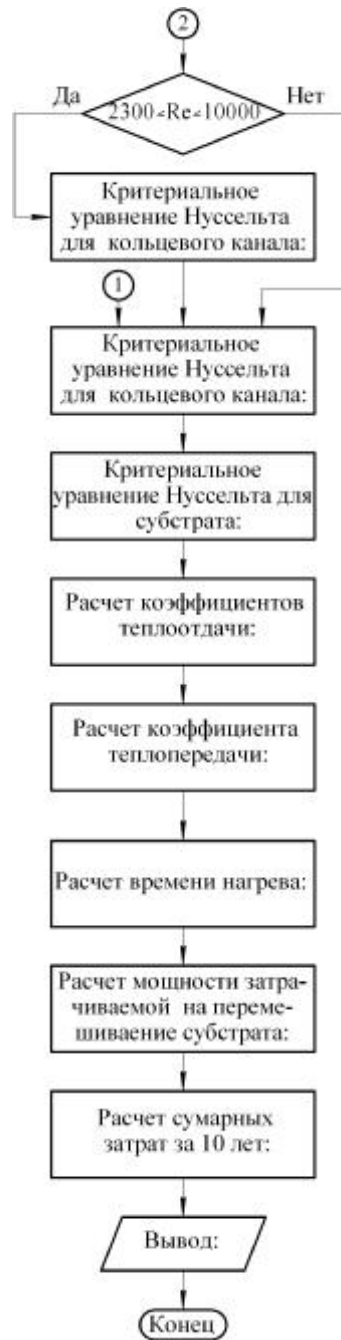 2
Да
2300<Re<10000
Нет
Критериальное
уравнение Нуссельта
для кольцевого канала:
1
Критериальное
уравнение Нуссельта
для кольцевого канала:
Критериальное
уравнение Нуссельта для
субстрата:
Расчет коэффициентов
теплоотдачи:
Расчет коэффициента
теплопередачи:
Расчет времени нагрева:
Расчет мощности затра-
чиваемой на переме-
шиваение субстрата:
Расчет сумарных
затрат за 10 лет:
Вывод:
Конец